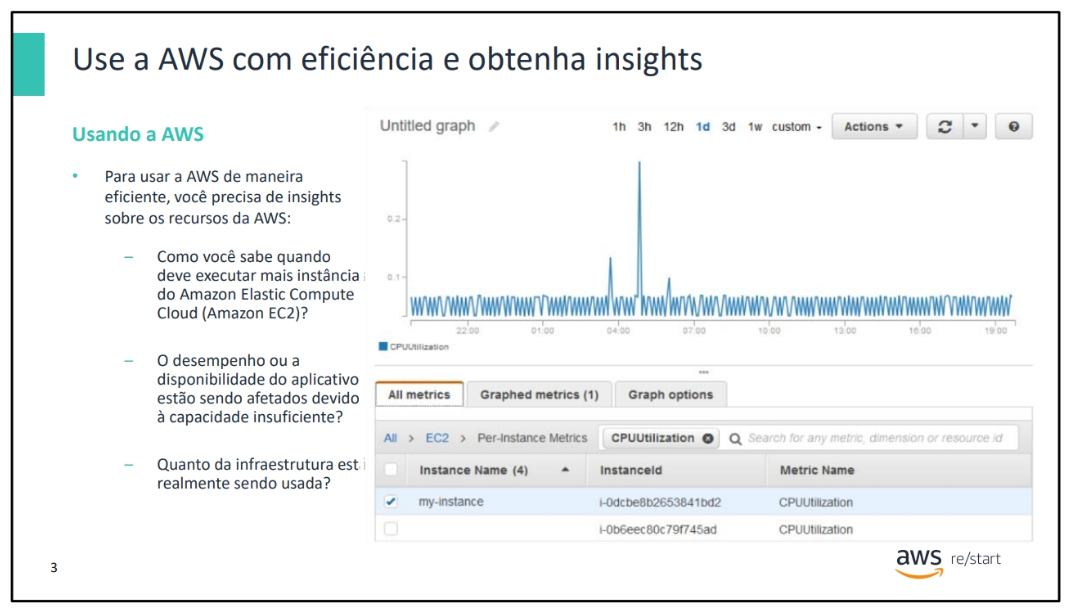 Use a AWS com eficiência e obtenha insights
Usando a AWS
• Para usar a AWS de maneira
eficiente, você precisa de insights
sobre os recursos da AWS:
– Como você sabe quando
deve executar mais instância
do Amazon Elastic Compute
Cloud (Amazon EC2)?
– O desempenho ou a
disponibilidade do aplicativo
estão sendo afetados devido
à capacidade insuficiente?
– Quanto da infraestrutura est
realmente sendo usada?
Untitled graph
1h 3h 12h 1d 3d 1w custom Actions
0.2
0.1
22:00 01:00 04:00 07:00 10:00 13:00 16:00 19:00
CPUUtilization
All metrics Graphed metrics (1) Graph options
All > EC2 > Per-Instance Metrics CPUUtilization Search for any metric, dimension or resource id
Instance Name (4) InstanceId Metric Name
my-instance i-0dcbe8b2653841bd2 CPUUtilization
i-0b6eec80c79f745ad CPUUtilization
3
aws re/start